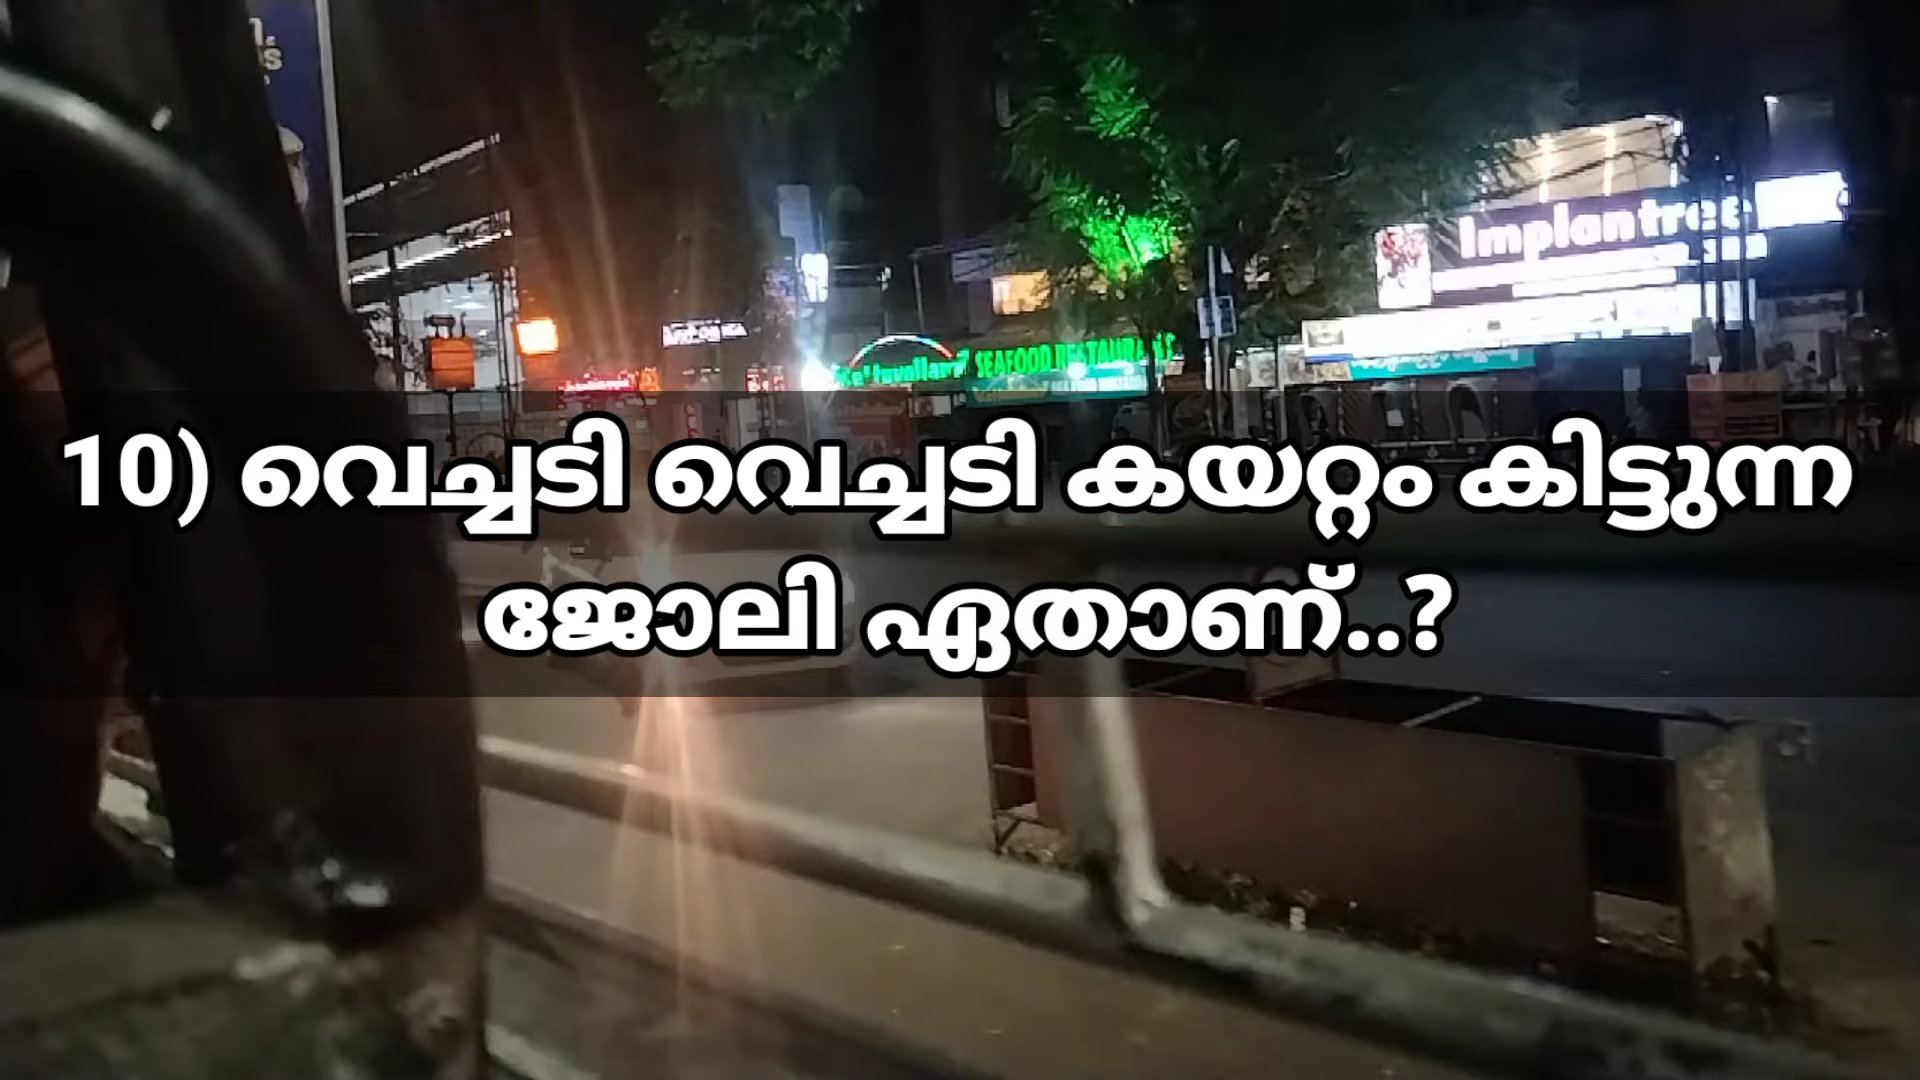 Implantree
SEAFOOD RESTAURANT
10) വെച്ചടി വെച്ചടി കയറ്റം കിട്ടുന്ന
ജോലി ഏതാണ്..?